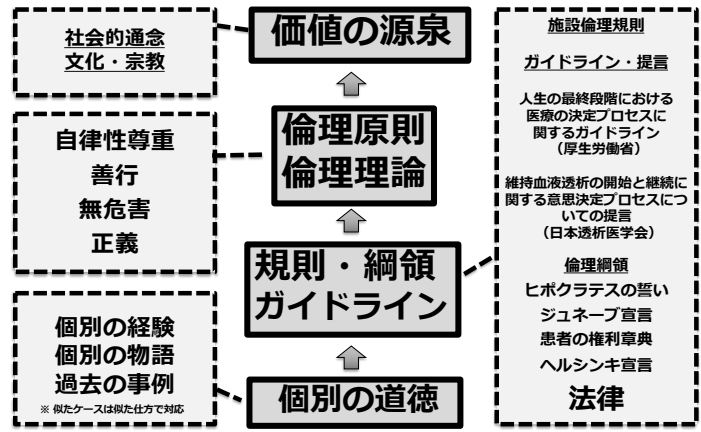 社会的通念
文化・宗教
価値の源泉
自律性尊重
善行
無危害
正義
倫理原則
倫理理論
規則・綱領
ガイドライン
個別の経験
個別の物語
過去の事例
※ 似たケースは似た仕方で対応
個別の道徳
施設倫理規則
ガイドライン・提言
人生の最終段階における
医療の決定プロセスに
関するガイドライン
（厚生労働省）
維持血液透析の開始と継続に
関する意思決定プロセスにつ
いての提言
（日本透析医学会）
倫理綱領
ヒポクラテスの誓い
ジュネーブ宣言
患者の権利章典
ヘルシンキ宣言
法律